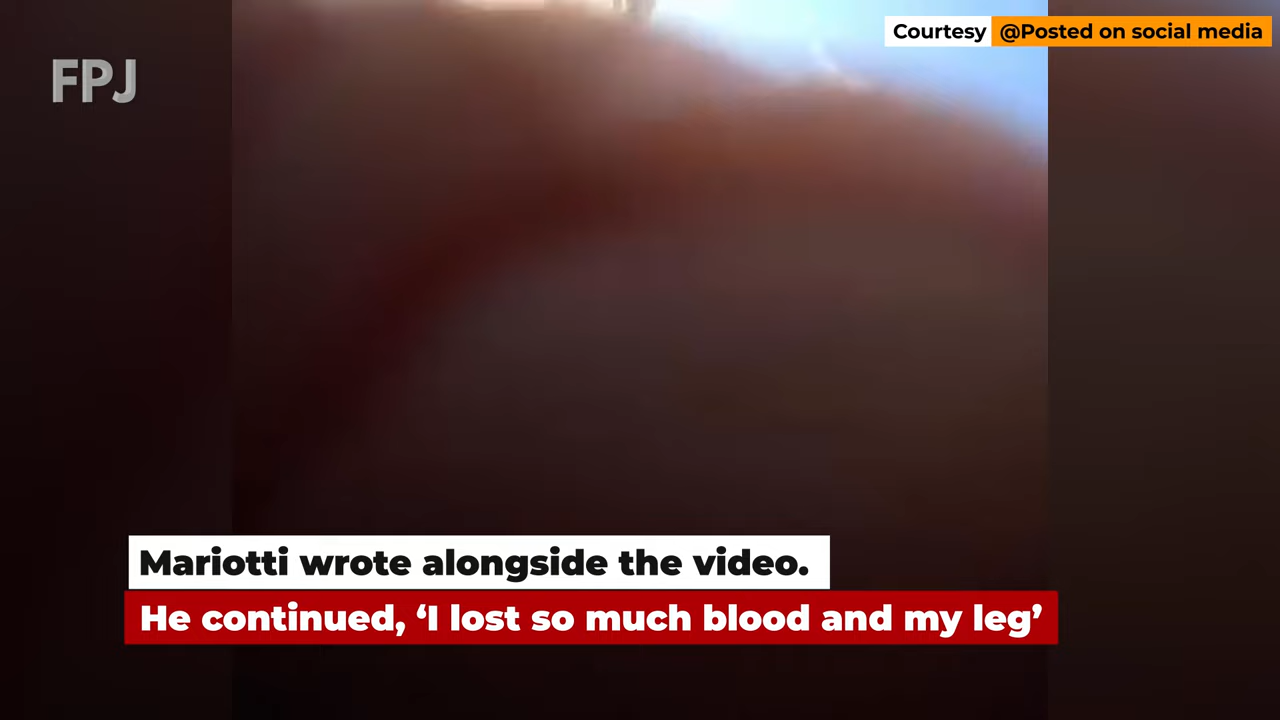 Courtesy @Posted on social media
FPJ
Mariotti wrote alongside the video.
He continued, ‘I lost so much blood and my leg’